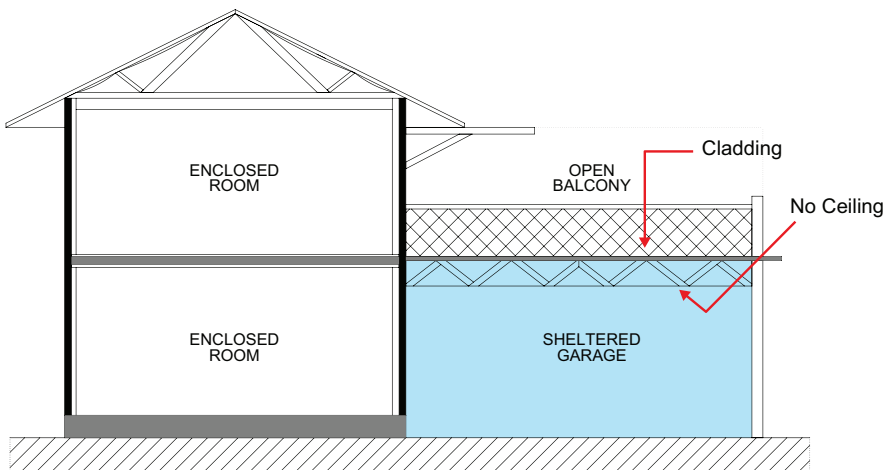 ENCLOSED
ROOM
OPEN
BALCONY
Cladding
No Ceiling
ENCLOSED
ROOM
SHELTERED
GARAGE